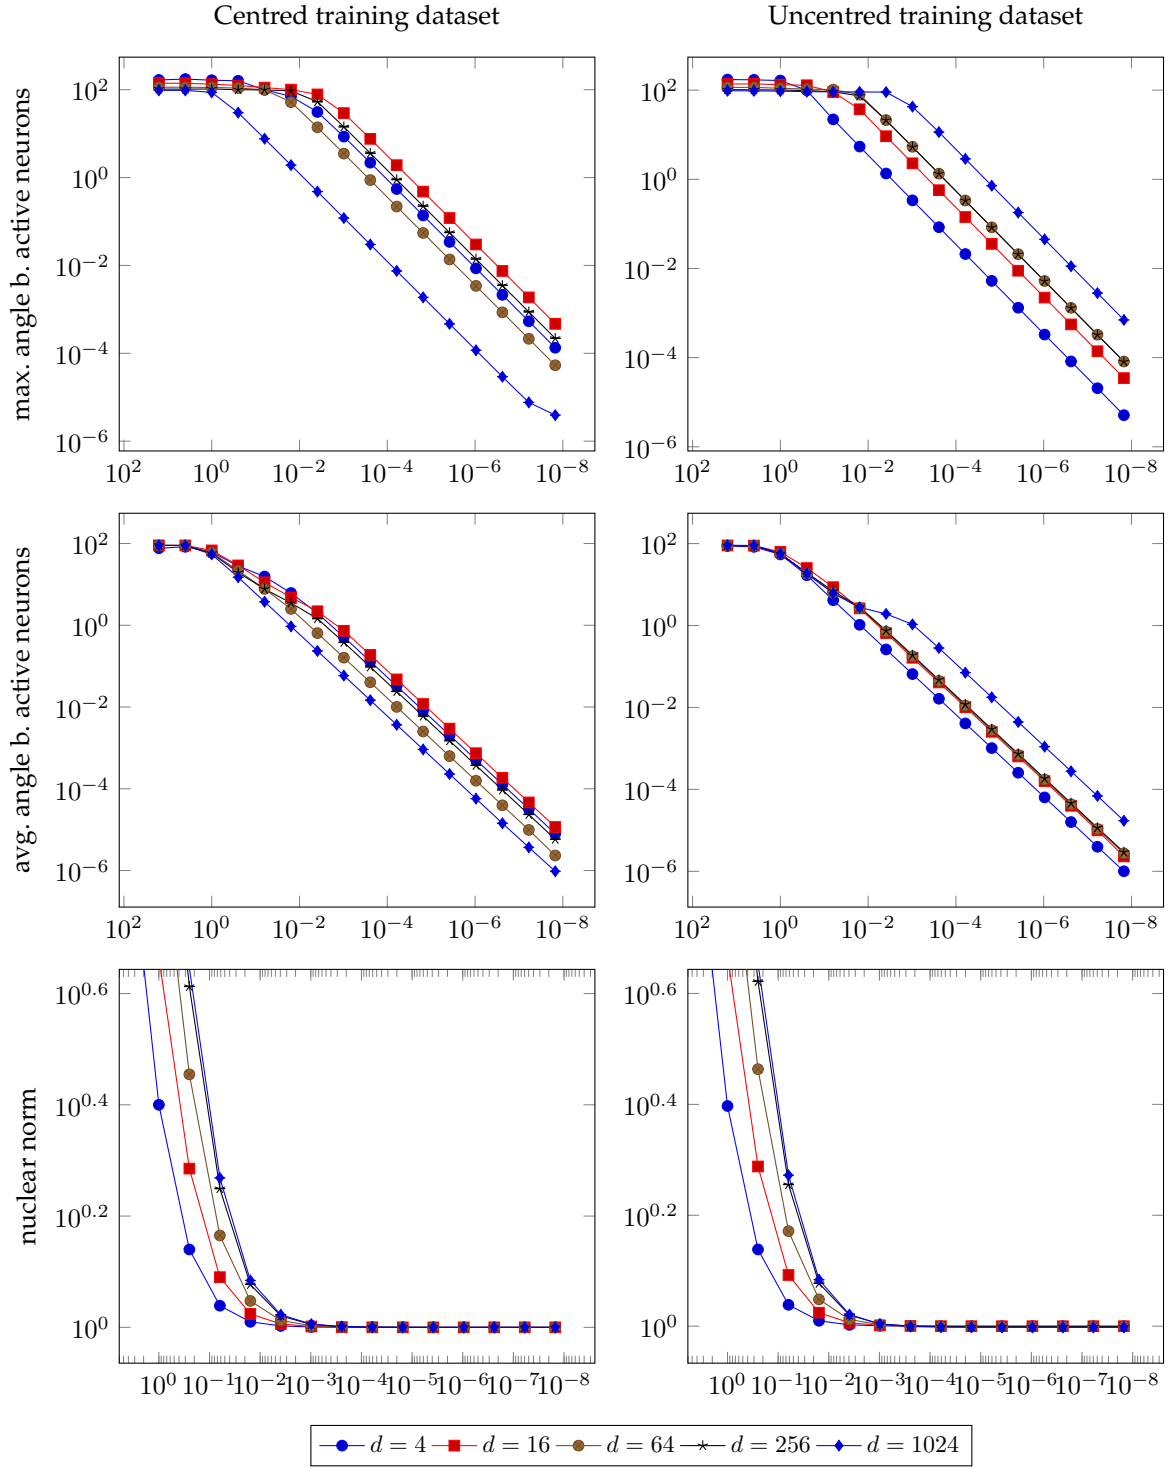 Centred training dataset Uncentred training dataset
max. angle b. active neurons
10^2
10^0
10^−2
10^−4
10^−6
10^2 10^0 10^−2 10^−4 10^−6 10^−8
10^2
10^0
10^−2
10^−4
10^−6
10^2 10^0 10^−2 10^−4 10^−6 10^−8
avg. angle b. active neurons
10^2
10^0
10^−2
10^−4
10^−6
10^2 10^0 10^−2 10^−4 10^−6 10^−8
10^2
10^0
10^−2
10^−4
10^−6
10^2 10^0 10^−2 10^−4 10^−6 10^−8
nuclear norm
10^0.6
10^0.4
10^0.2
10^0
10^0 10^−1 10^−2 10^−3 10^−4 10^−5 10^−6 10^−7 10^−8
10^0.6
10^0.4
10^0.2
10^0
10^0 10^−1 10^−2 10^−3 10^−4 10^−5 10^−6 10^−7 10^−8
d = 4 d = 16 d = 64 d = 256 d = 1024